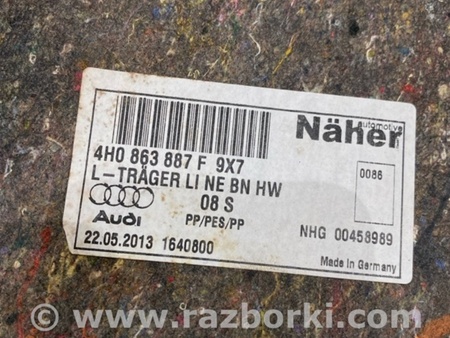 Näher
automotive
4H0 863 887 F 9X7
L-TRÄGER LI NE BN HW
08 S
0086
Audi
PP/PES/PP
NHG 00458989
22.05.2013 1640800
Made in Germany
© www.razborki.com